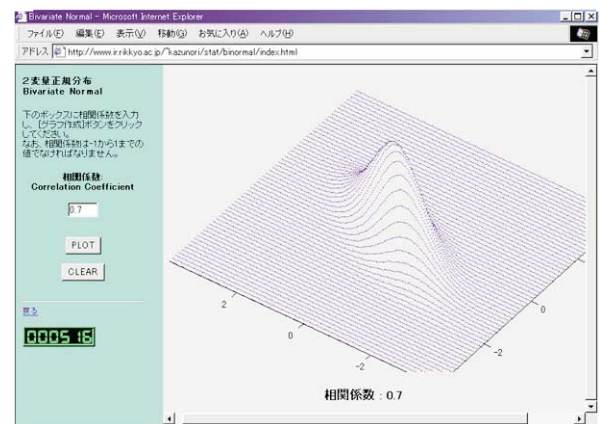 Bivariate Normal - Microsoft Internet Explorer
ファイル(F) 編集(E) 表示(V) 移動(G) お気に入り(A) ヘルプ(H)
アドレス http://www.ir.rikkyo.ac.jp/~kazunori/stat/binormal/index.html
2変量正規分布
Bivariate Normal
下のボックスに相関係数を入力
し、[グラフ作成]ボタンをクリック
してください。
なお、相関係数は-1から1までの
値でなければなりません。
相関係数:
Correlation Coefficient
0.7
PLOT
CLEAR
戻る
0000516
2
0
-2
-2
0
相関係数 : 0.7